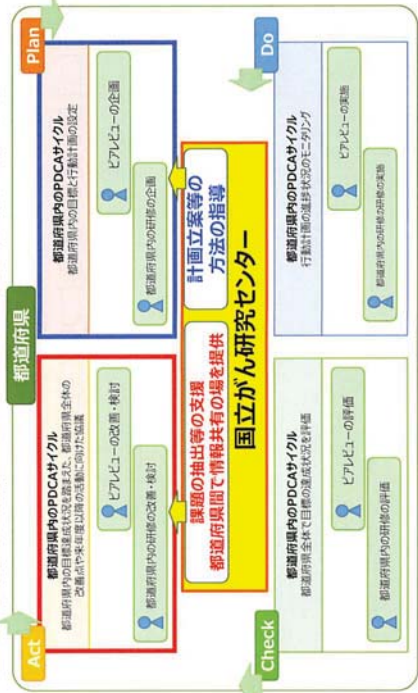 都道府県
Act
都道府県内のPDCAサイクル
都道府県内の目標達成状況を踏まえた、都道府県全体の
改善点や来年度以降の活動に向けた協議
ピアレビューの改善・検討
都道府県内の研修の改善・検討
Plan
都道府県内のPDCAサイクル
都道府県内の目標と行動計画の設定
ピアレビューの企画
都道府県内の研修の企画
課題の抽出等の支援
都道府県間で情報共有の場を提供
計画立案等の
方法の指導
国立がん研究センター
Check
都道府県内のPDCAサイクル
都道府県全体で目標の達成状況を評価
ピアレビューの評価
都道府県内の研修の評価
Do
都道府県内のPDCAサイクル
行動計画の進捗状況のモニタリング
ピアレビューの実施
都道府県内の研修の研修の実施